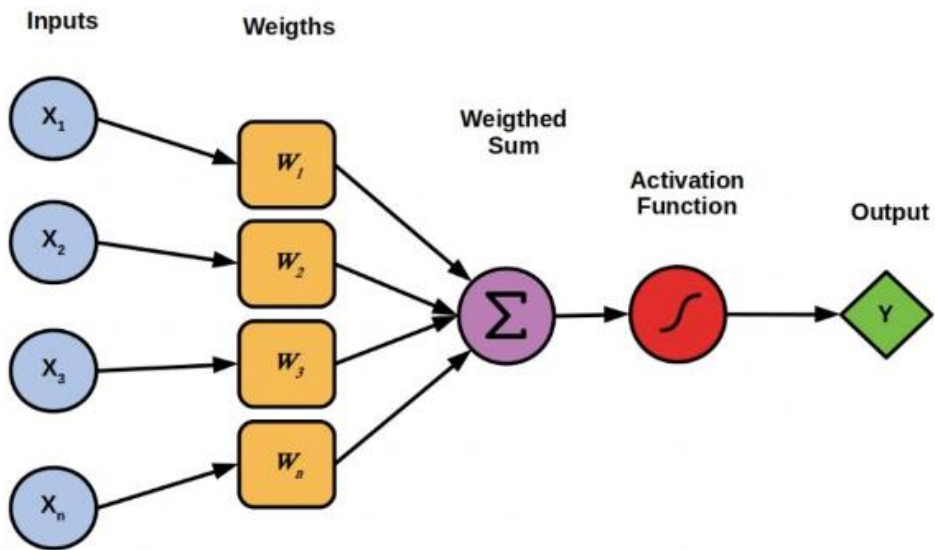 Inputs
Weigths
X1
X2
X3
Xn
W1
W2
W3
Wn
Weigthed
Sum
Σ
Activation
Function
Output
Y